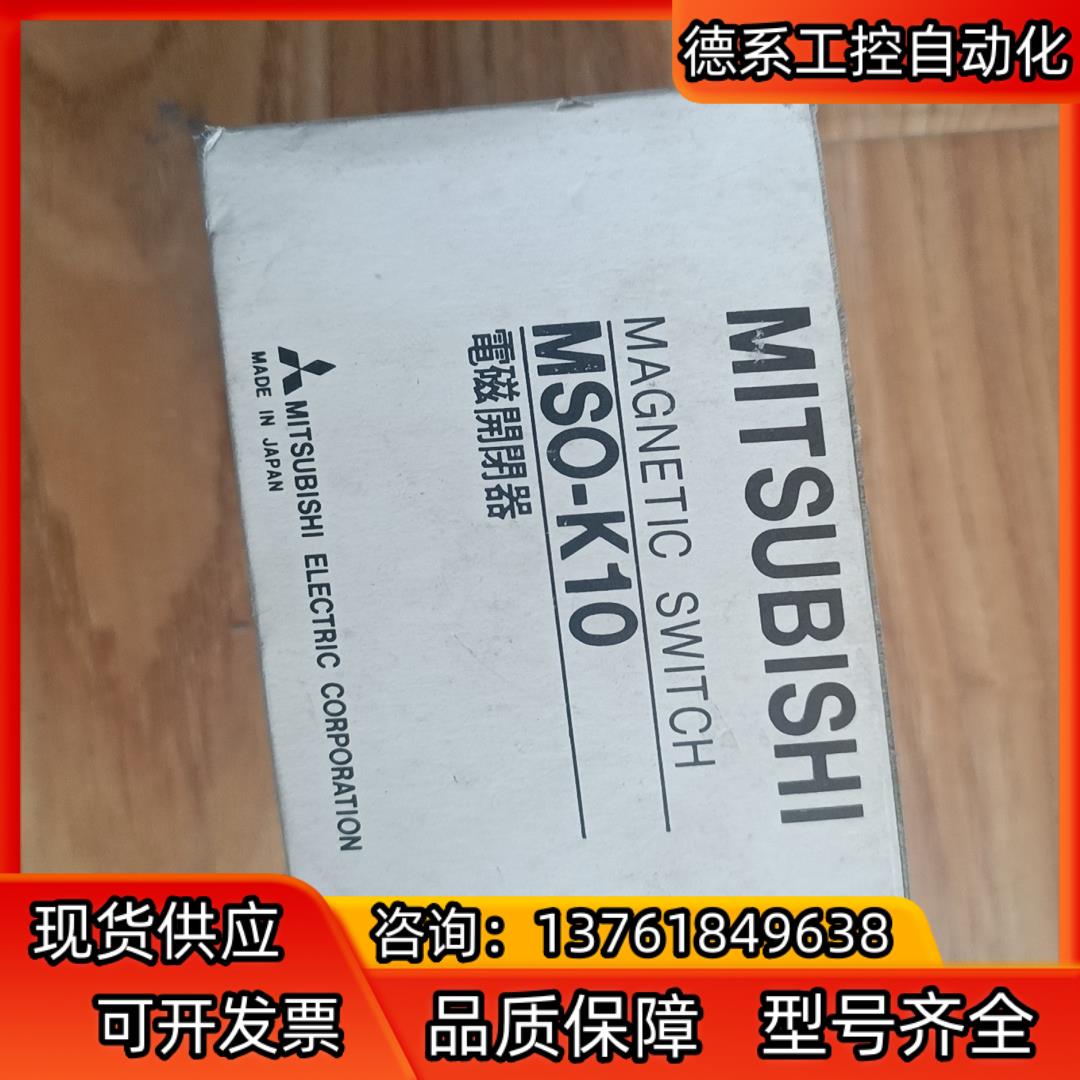 德系工控自动化
MITSUBISHI
MAGNETIC SWITCH
MSO-K10
電磁開閉器
MITSUBISHI ELECTRIC CORPORATION
MADE IN JAPAN
现货供应
咨询：13761849638
可开发票
品质保障
型号齐全